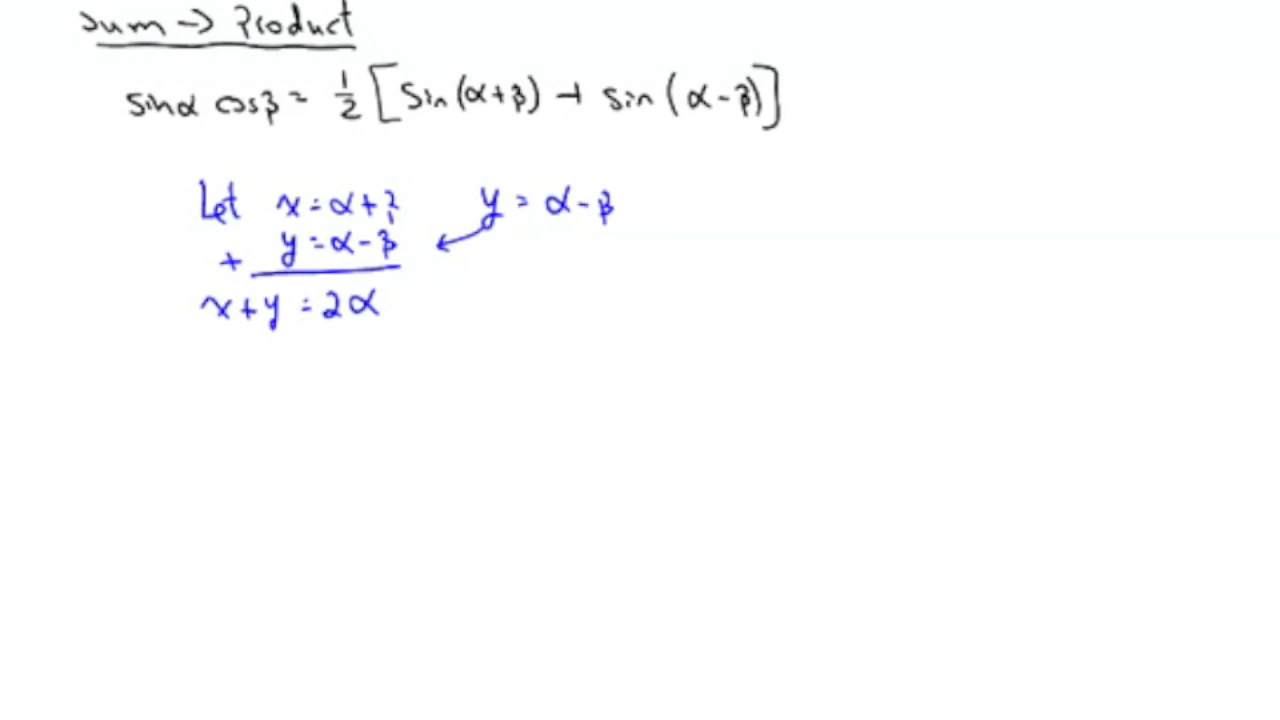 Sum → Product
sinα cosβ = 1/2 [sin(α+β) + sin(α-β)]
Let x = α+β y = α-β
+ y = α-β
x+y = 2α